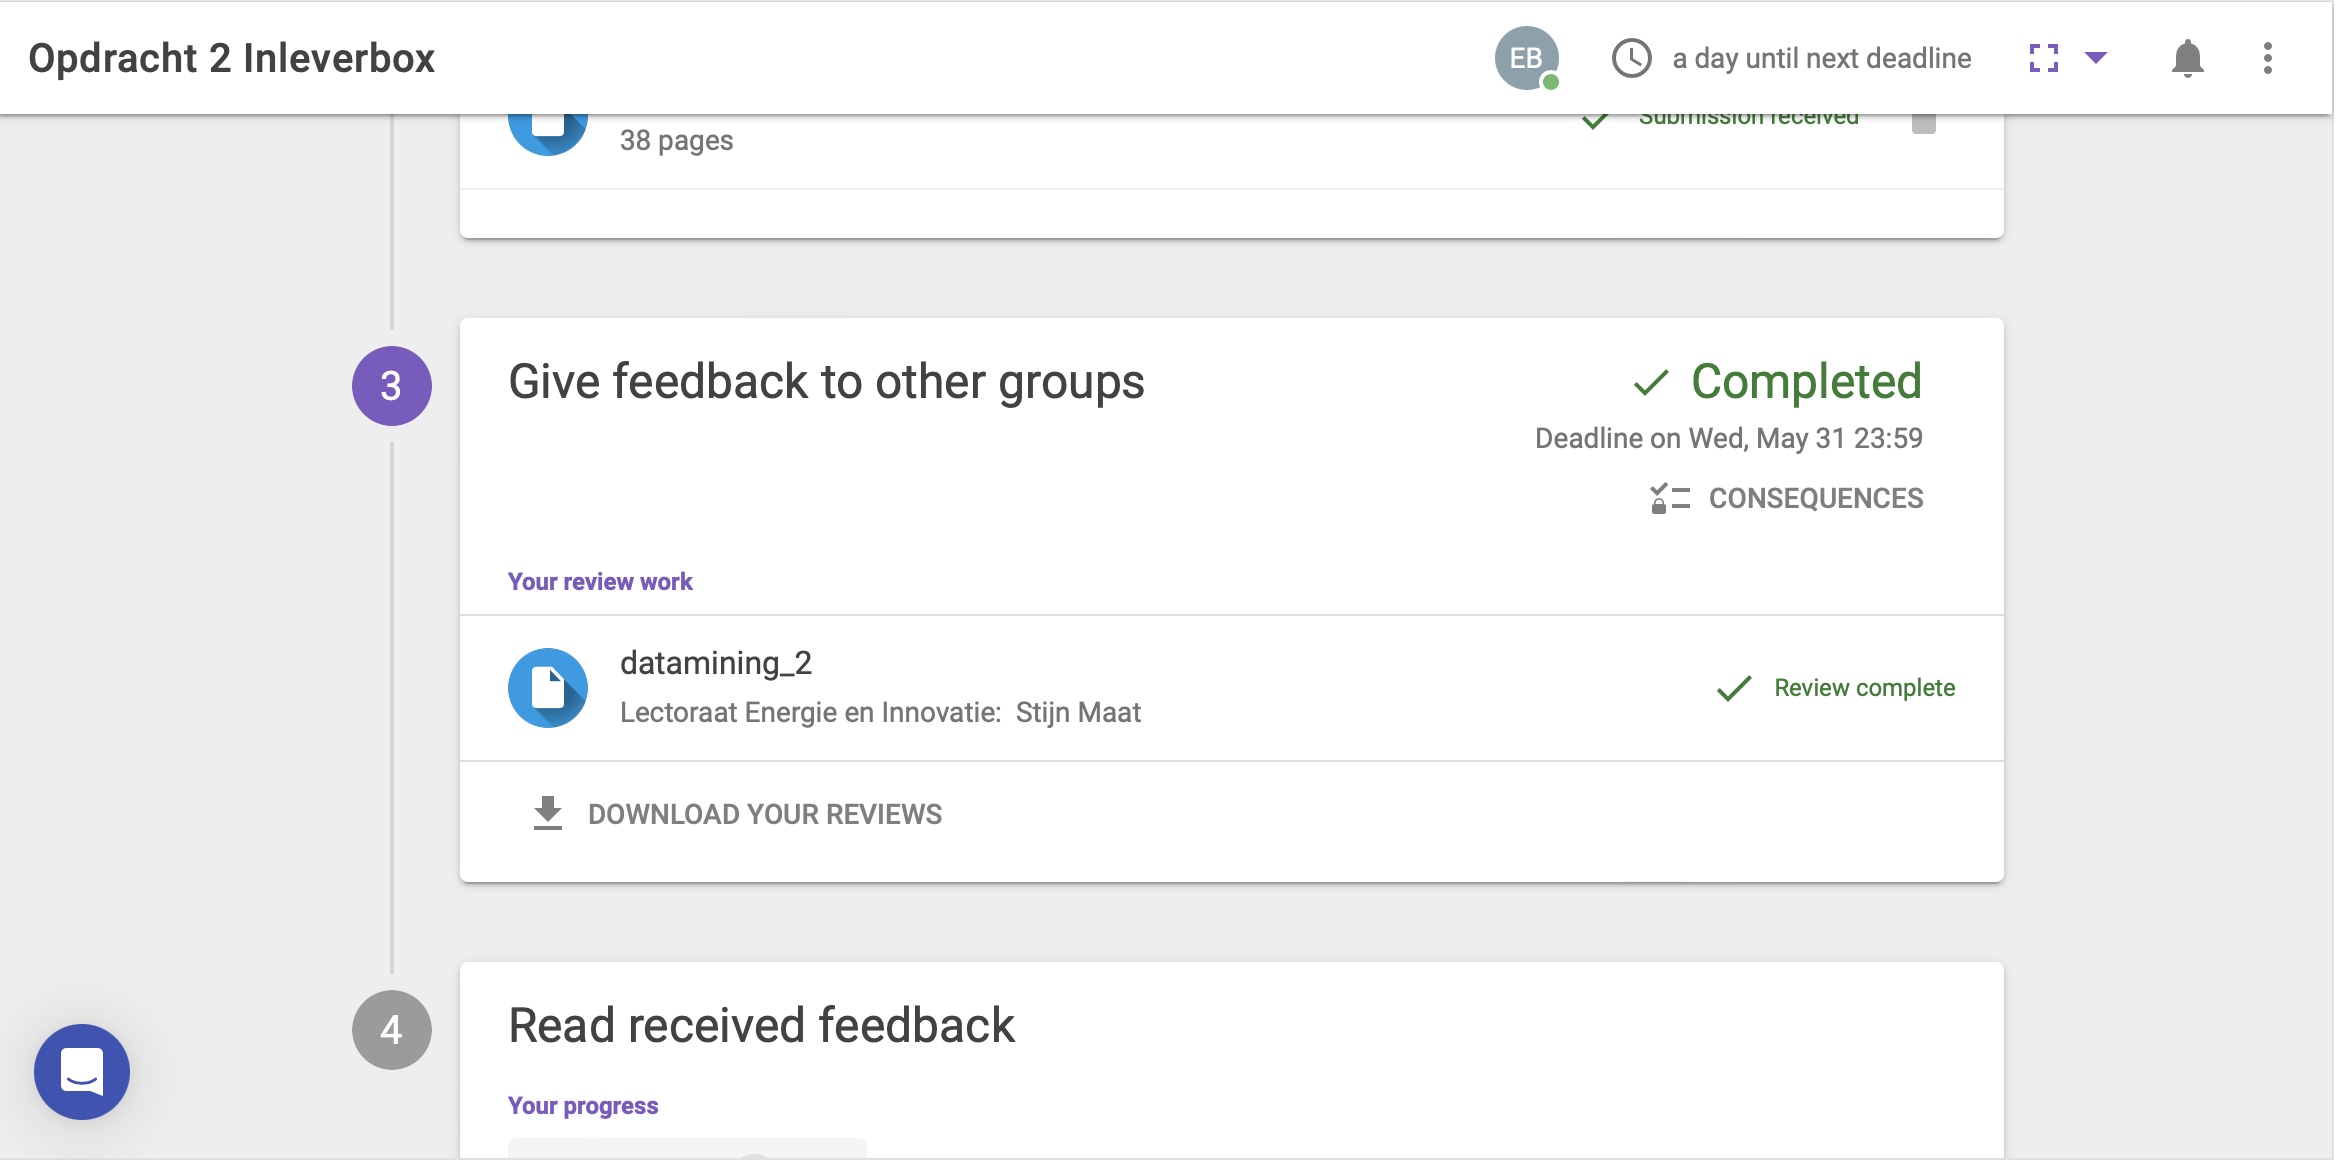 Opdracht 2 Inleverbox
EB
a day until next deadline
38 pages
Submission received
3
Give feedback to other groups
Completed
Deadline on Wed, May 31 23:59
CONSEQUENCES
Your review work
datamining_2
Lectoraat Energie en Innovatie: Stijn Maat
Review complete
DOWNLOAD YOUR REVIEWS
4
Read received feedback
Your progress